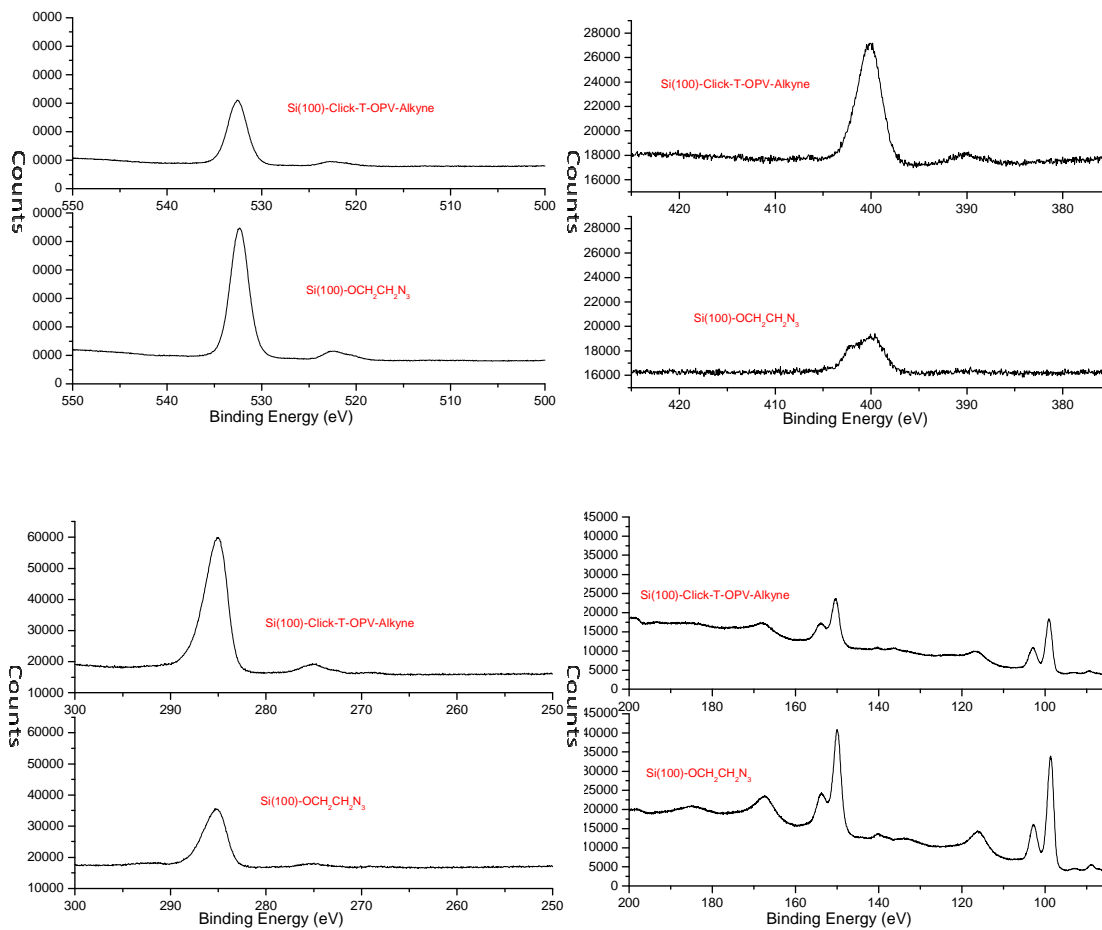 0000
0000
0000
0000
0000
0000
0
Si(100)-Click-T-OPV-Alkyne
550 540 530 520 510 500
Counts
0000
0000
0000
0000
0000
0000
0
Si(100)-OCH₂CH₂N₃
550 540 530 520 510 500
Binding Energy (eV)
28000
26000
24000
22000
20000
18000
16000
Si(100)-Click-T-OPV-Alkyne
420 410 400 390 380
Counts
28000
26000
24000
22000
20000
18000
16000
Si(100)-OCH₂CH₂N₃
420 410 400 390 380
Binding Energy (eV)
60000
50000
40000
30000
20000
10000
Si(100)-Click-T-OPV-Alkyne
300 290 280 270 260 250
Counts
60000
50000
40000
30000
20000
10000
Si(100)-OCH₂CH₂N₃
300 290 280 270 260 250
Binding Energy (eV)
45000
40000
35000
30000
25000
20000
15000
10000
5000
0
Si(100)-Click-T-OPV-Alkyne
200 180 160 140 120 100
Counts
45000
40000
35000
30000
25000
20000
15000
10000
5000
0
Si(100)-OCH₂CH₂N₃
200 180 160 140 120 100
Binding Energy (eV)